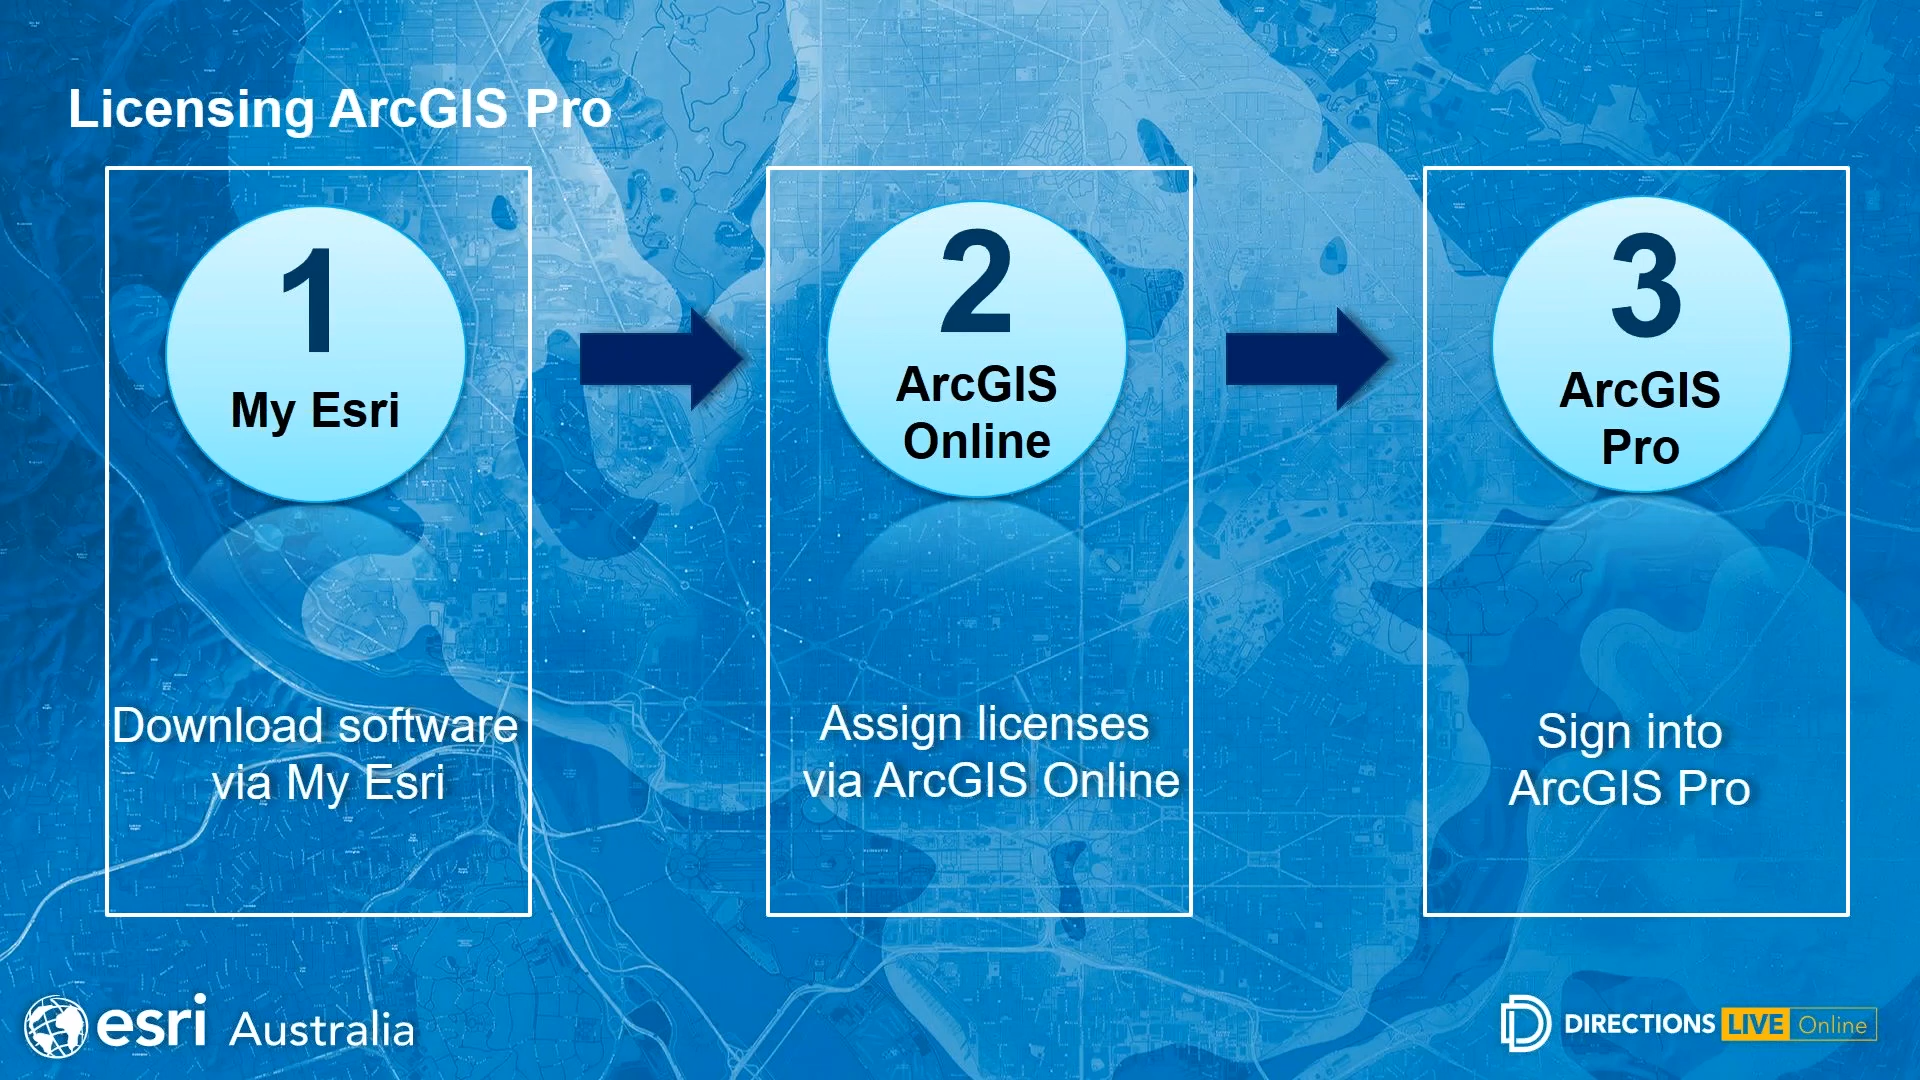 Licensing ArcGIS Pro
1
My Esri
Download software
via My Esri
2
ArcGIS
Online
Assign licenses
via ArcGIS Online
3
ArcGIS
Pro
Sign into
ArcGIS Pro
esri Australia
DIRECTIONS LIVE Online